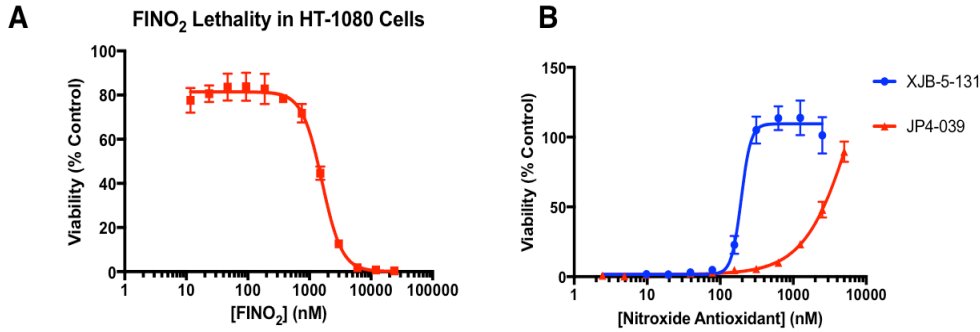 A
FINO₂ Lethality in HT-1080 Cells
Viability (% Control)
100
80
60
40
20
0
1 10 100 1000 10000 100000
[FINO₂] (nM)
B
Viability (% Control)
150
100
50
0
1 10 100 1000 10000
[Nitroxide Antioxidant] (nM)
XJB-5-131
JP4-039